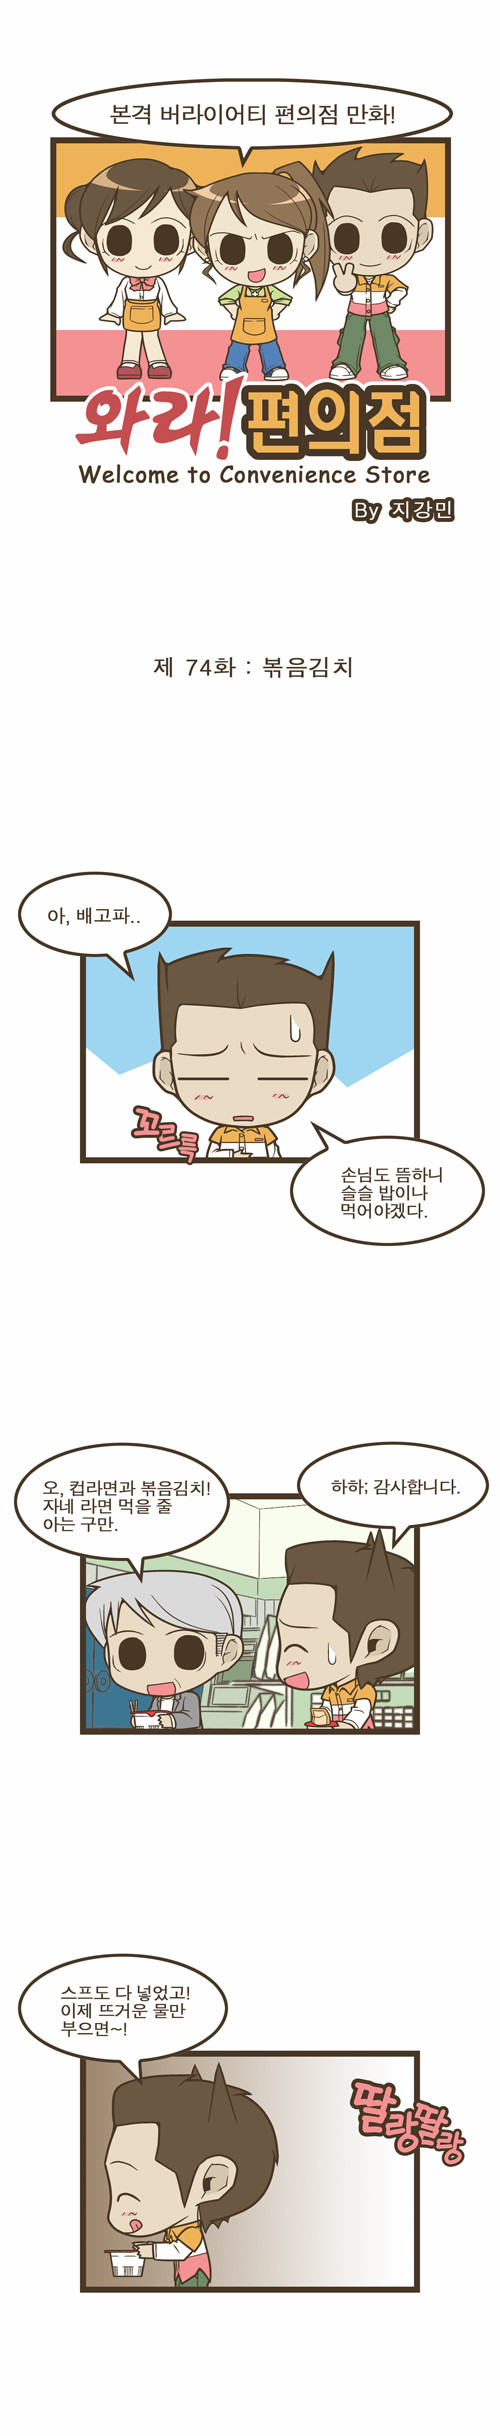 본격 버라이어티 편의점 만화!
와라! 편의점
Welcome to Convenience Store
By 지강민
제 74화 : 볶음김치
아, 배고파..
꼬르륵
손님도 뜸하니
슬슬 밥이나
먹어야겠다.
오, 컵라면과 볶음김치!
자네 라면 먹을 줄
아는 구만.
하하; 감사합니다.
스프도 다 넣었고!
이제 뜨거운 물만
부으면~!
딸랑딸랑